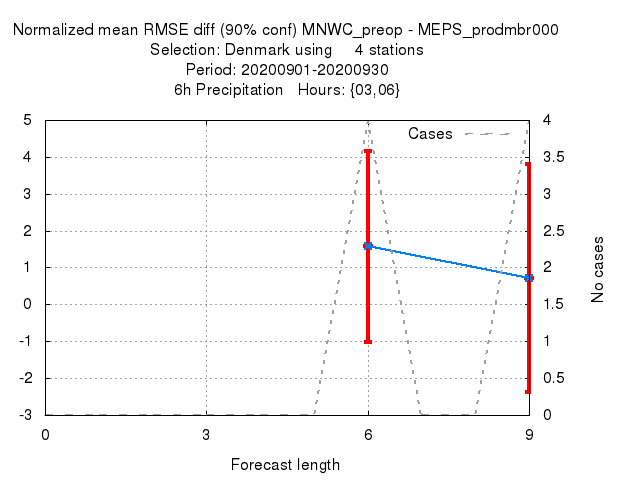 Normalized mean RMSE diff (90% conf) MNWC_preop - MEPS_prodmbr000
Selection: Denmark using 4 stations
Period: 20200901-20200930
6h Precipitation Hours: {03,06}
Cases
5
4
3
2
1
0
-1
-2
-3
4
3.5
3
2.5
2
1.5
1
0.5
0
No cases
0 3 6 9
Forecast length